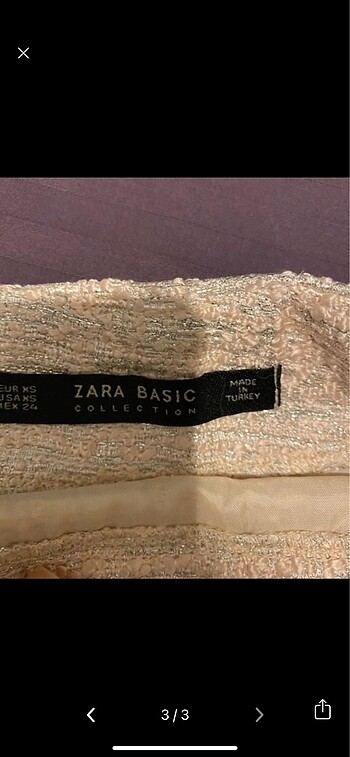 EUR XS
USA XS
MEX 24
ZARA BASIC
COLLECTION
MADE
IN
TURKEY
3/3